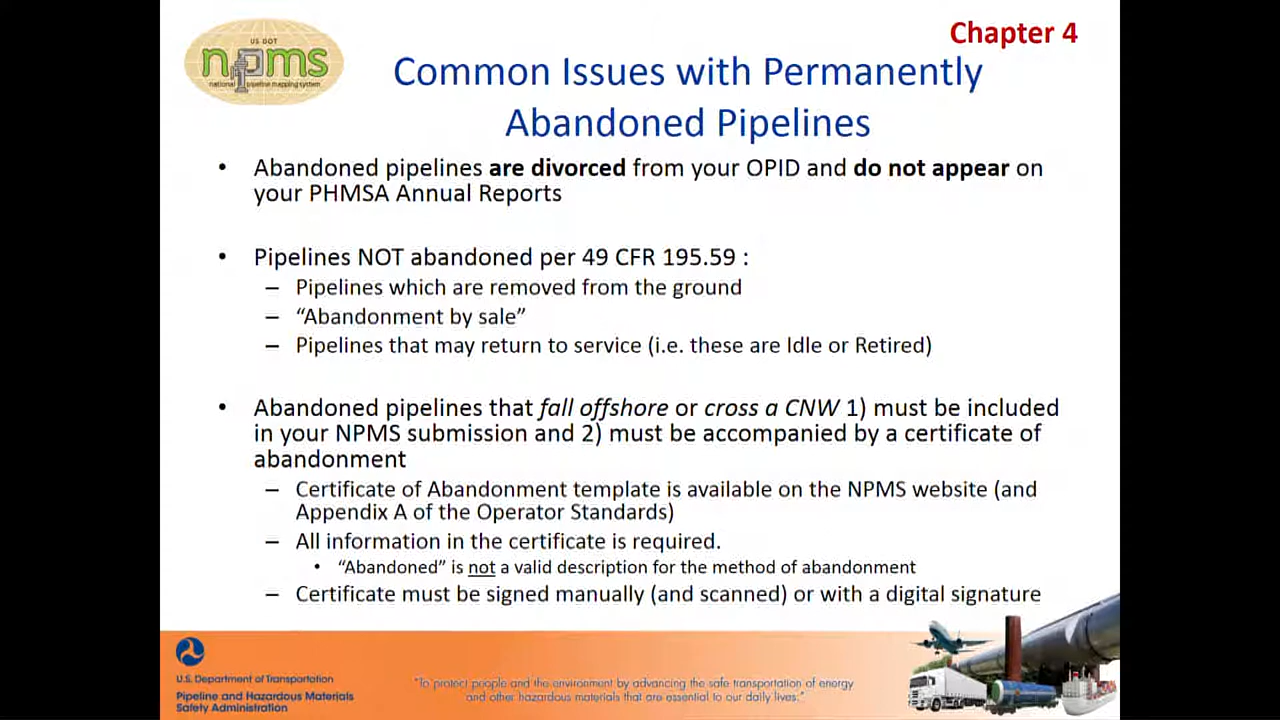 Chapter 4
US DOT
npms
national pipeline mapping system
Common Issues with Permanently
Abandoned Pipelines
• Abandoned pipelines are divorced from your OPID and do not appear on
your PHMSA Annual Reports
• Pipelines NOT abandoned per 49 CFR 195.59 :
– Pipelines which are removed from the ground
– “Abandonment by sale”
– Pipelines that may return to service (i.e. these are Idle or Retired)
• Abandoned pipelines that fall offshore or cross a CNW 1) must be included
in your NPMS submission and 2) must be accompanied by a certificate of
abandonment
– Certificate of Abandonment template is available on the NPMS website (and
Appendix A of the Operator Standards)
– All information in the certificate is required.
• “Abandoned” is not a valid description for the method of abandonment
– Certificate must be signed manually (and scanned) or with a digital signature
U.S. Department of Transportation
Pipeline and Hazardous Materials
Safety Administration
"To protect people and the environment by advancing the safe transportation of energy
and other hazardous materials that are essential to our daily lives."